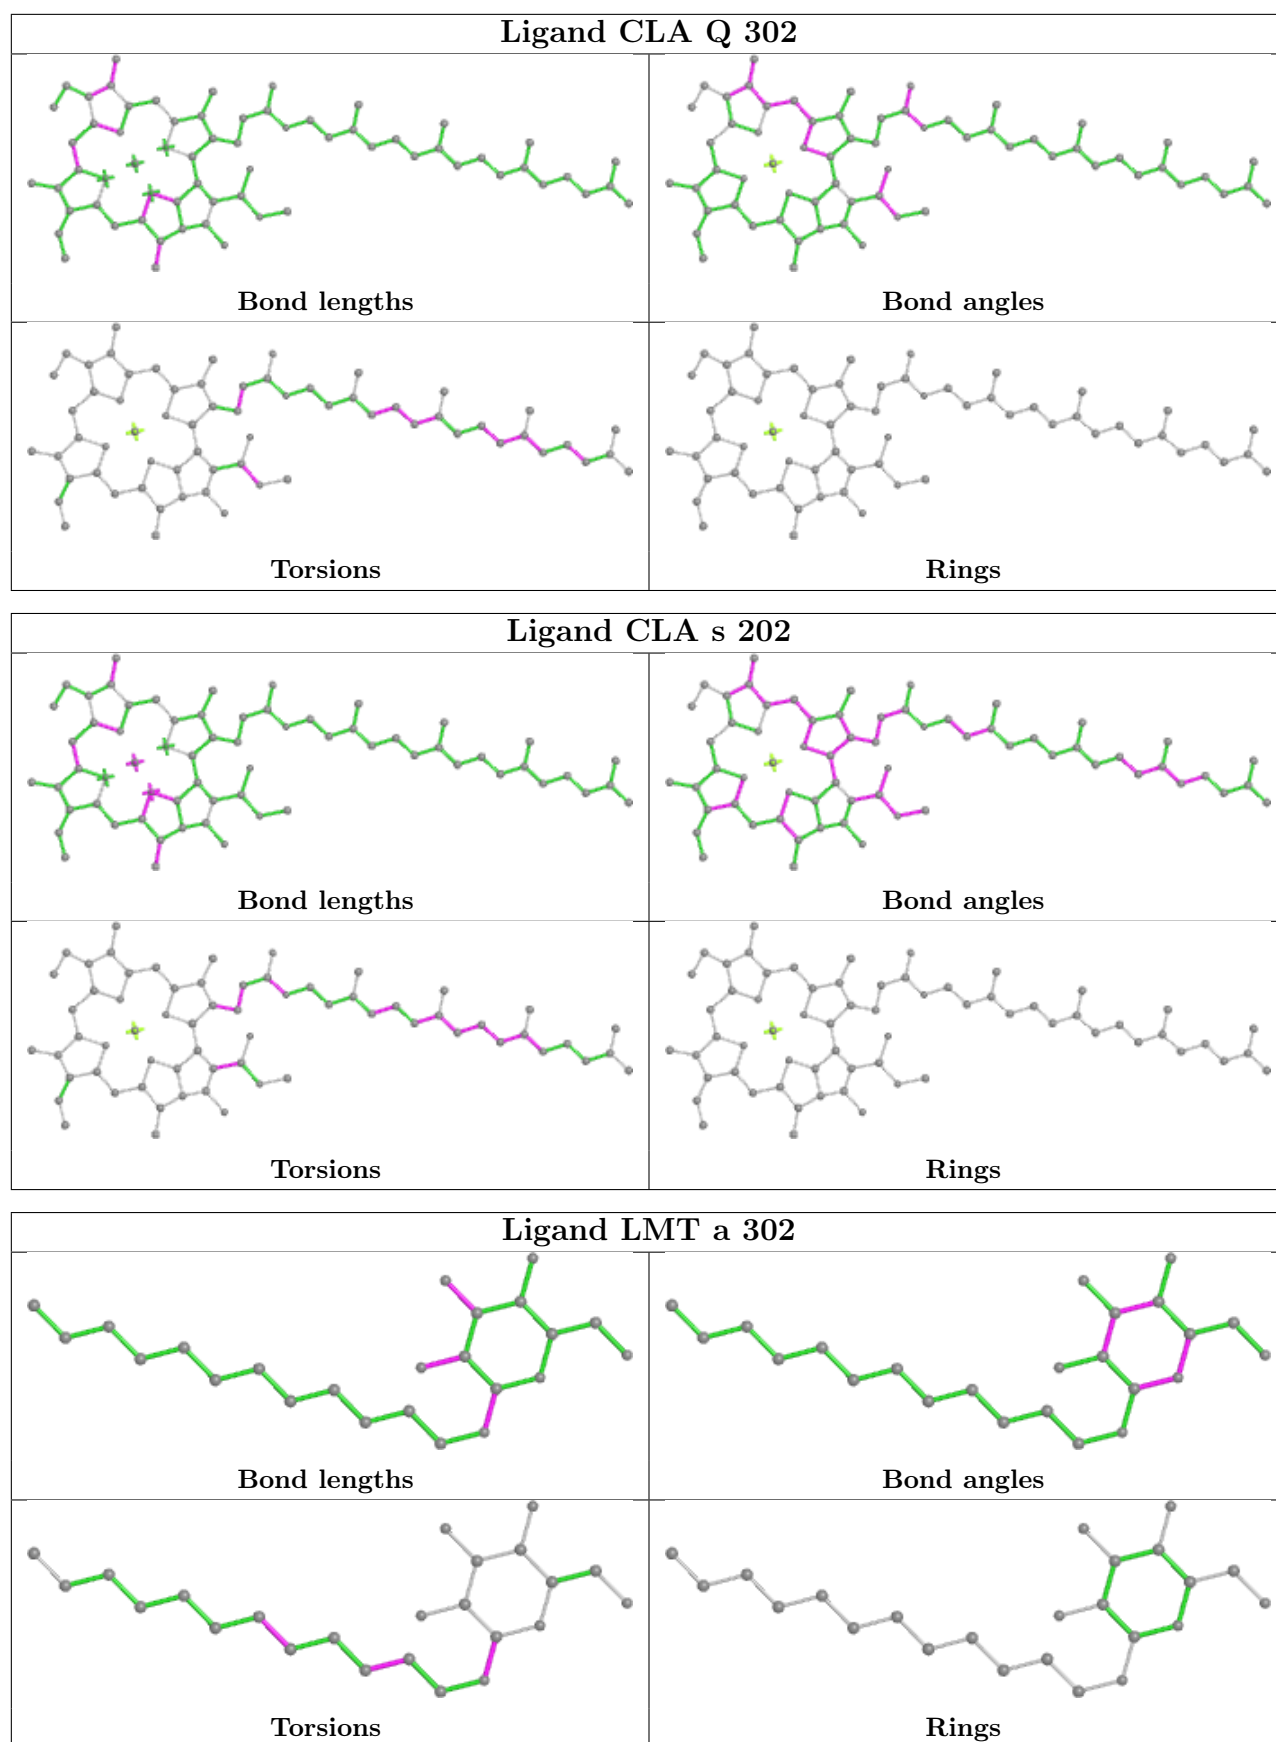 Ligand CLA Q 302
Bond lengths
Bond angles
Torsions
Rings
Ligand CLA s 202
Bond lengths
Bond angles
Torsions
Rings
Ligand LMT a 302
Bond lengths
Bond angles
Torsions
Rings